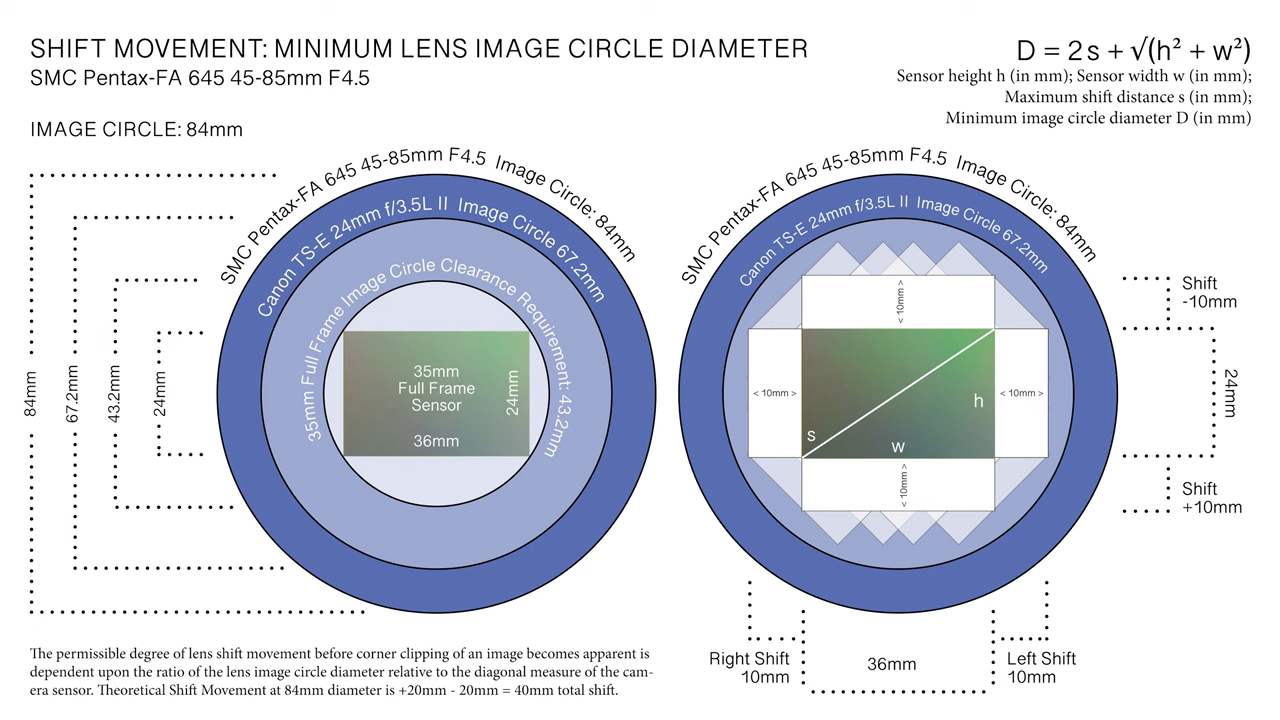 SHIFT MOVEMENT: MINIMUM LENS IMAGE CIRCLE DIAMETER
SMC Pentax-FA 645 45-85mm F4.5
D = 2s + √(h² + w²)
Sensor height h (in mm); Sensor width w (in mm);
Maximum shift distance s (in mm);
Minimum image circle diameter D (in mm)
IMAGE CIRCLE: 84mm
SMC Pentax-FA 645 45-85mm F4.5 Image Circle: 84mm
Canon TS-E 24mm f/3.5L II Image Circle 67.2mm
35mm Full Frame Image Circle Clearance Requirement: 43.2mm
35mm
Full Frame
Sensor
24mm
36mm
84mm
67.2mm
43.2mm
24mm
SMC Pentax-FA 645 45-85mm F4.5 Image Circle: 84mm
Canon TS-E 24mm f/3.5L II Image Circle 67.2mm
< 10mm >
< 10mm >
< 10mm >
< 10mm >
h
s
w
Shift
-10mm
24mm
Shift
+10mm
Right Shift
10mm
36mm
Left Shift
10mm
The permissible degree of lens shift movement before corner clipping of an image becomes apparent is
dependent upon the ratio of the lens image circle diameter relative to the diagonal measure of the cam-
era sensor. Theoretical Shift Movement at 84mm diameter is +20mm - 20mm = 40mm total shift.